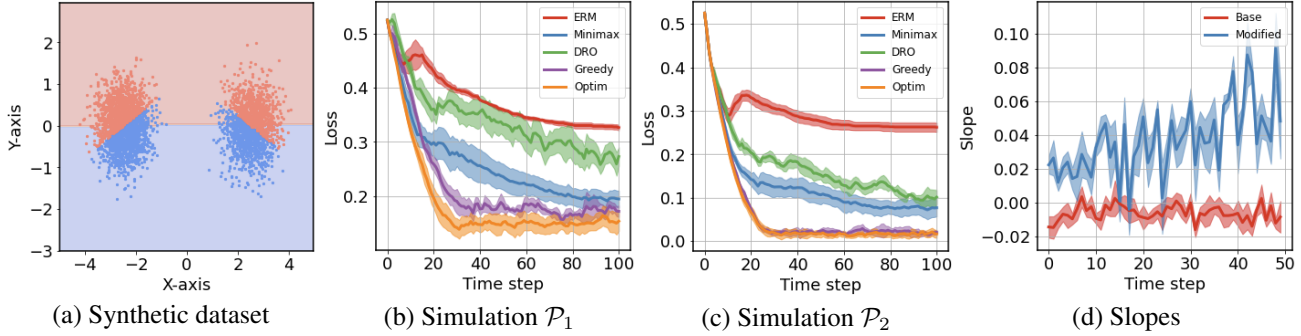 2
1
0
−1
−2
−3
Y-axis
−4
−2
0
2
4
X-axis
(a) Synthetic dataset
0.5
0.4
0.3
0.2
Loss
ERM
Minimax
DRO
Greedy
Optim
0
20
40
60
80
100
Time step
(b) Simulation 𝒫₁
0.5
0.4
0.3
0.2
0.1
0.0
Loss
ERM
Minimax
DRO
Greedy
Optim
0
20
40
60
80
100
Time step
(c) Simulation 𝒫₂
0.10
0.08
0.06
0.04
0.02
0.00
−0.02
Slope
Base
Modified
0
10
20
30
40
50
Time step
(d) Slopes